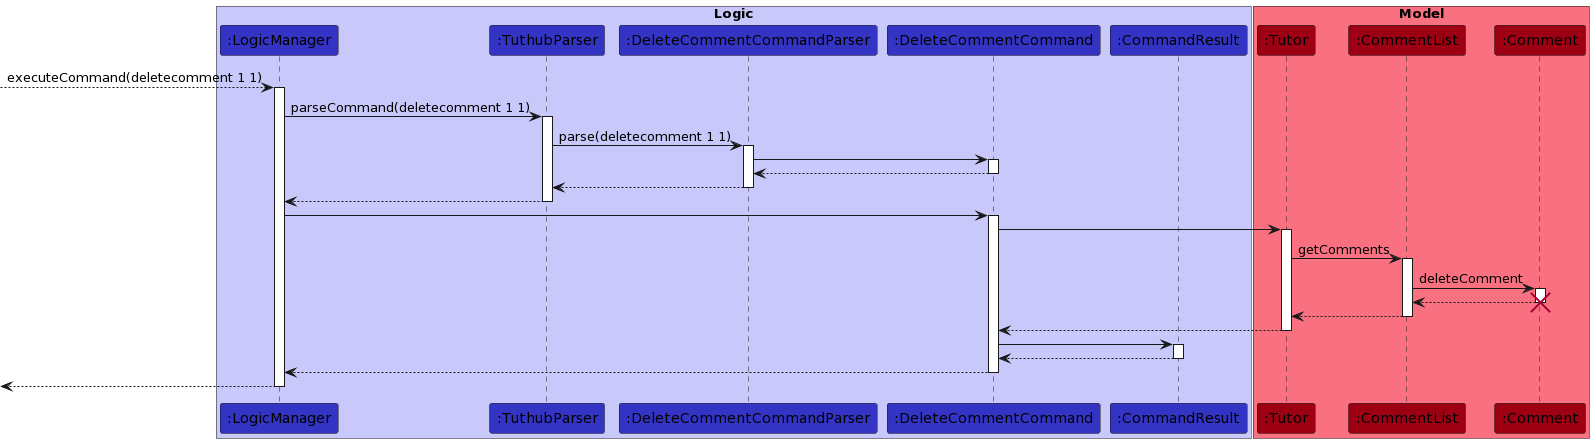 Logic
Model
:LogicManager
:TuthubParser
:DeleteCommentCommandParser
:DeleteCommentCommand
:CommandResult
:Tutor
:CommentList
:Comment
executeCommand(deletecomment 1 1)
parseCommand(deletecomment 1 1)
parse(deletecomment 1 1)
getComments
deleteComment
:LogicManager
:TuthubParser
:DeleteCommentCommandParser
:DeleteCommentCommand
:CommandResult
:Tutor
:CommentList
:Comment